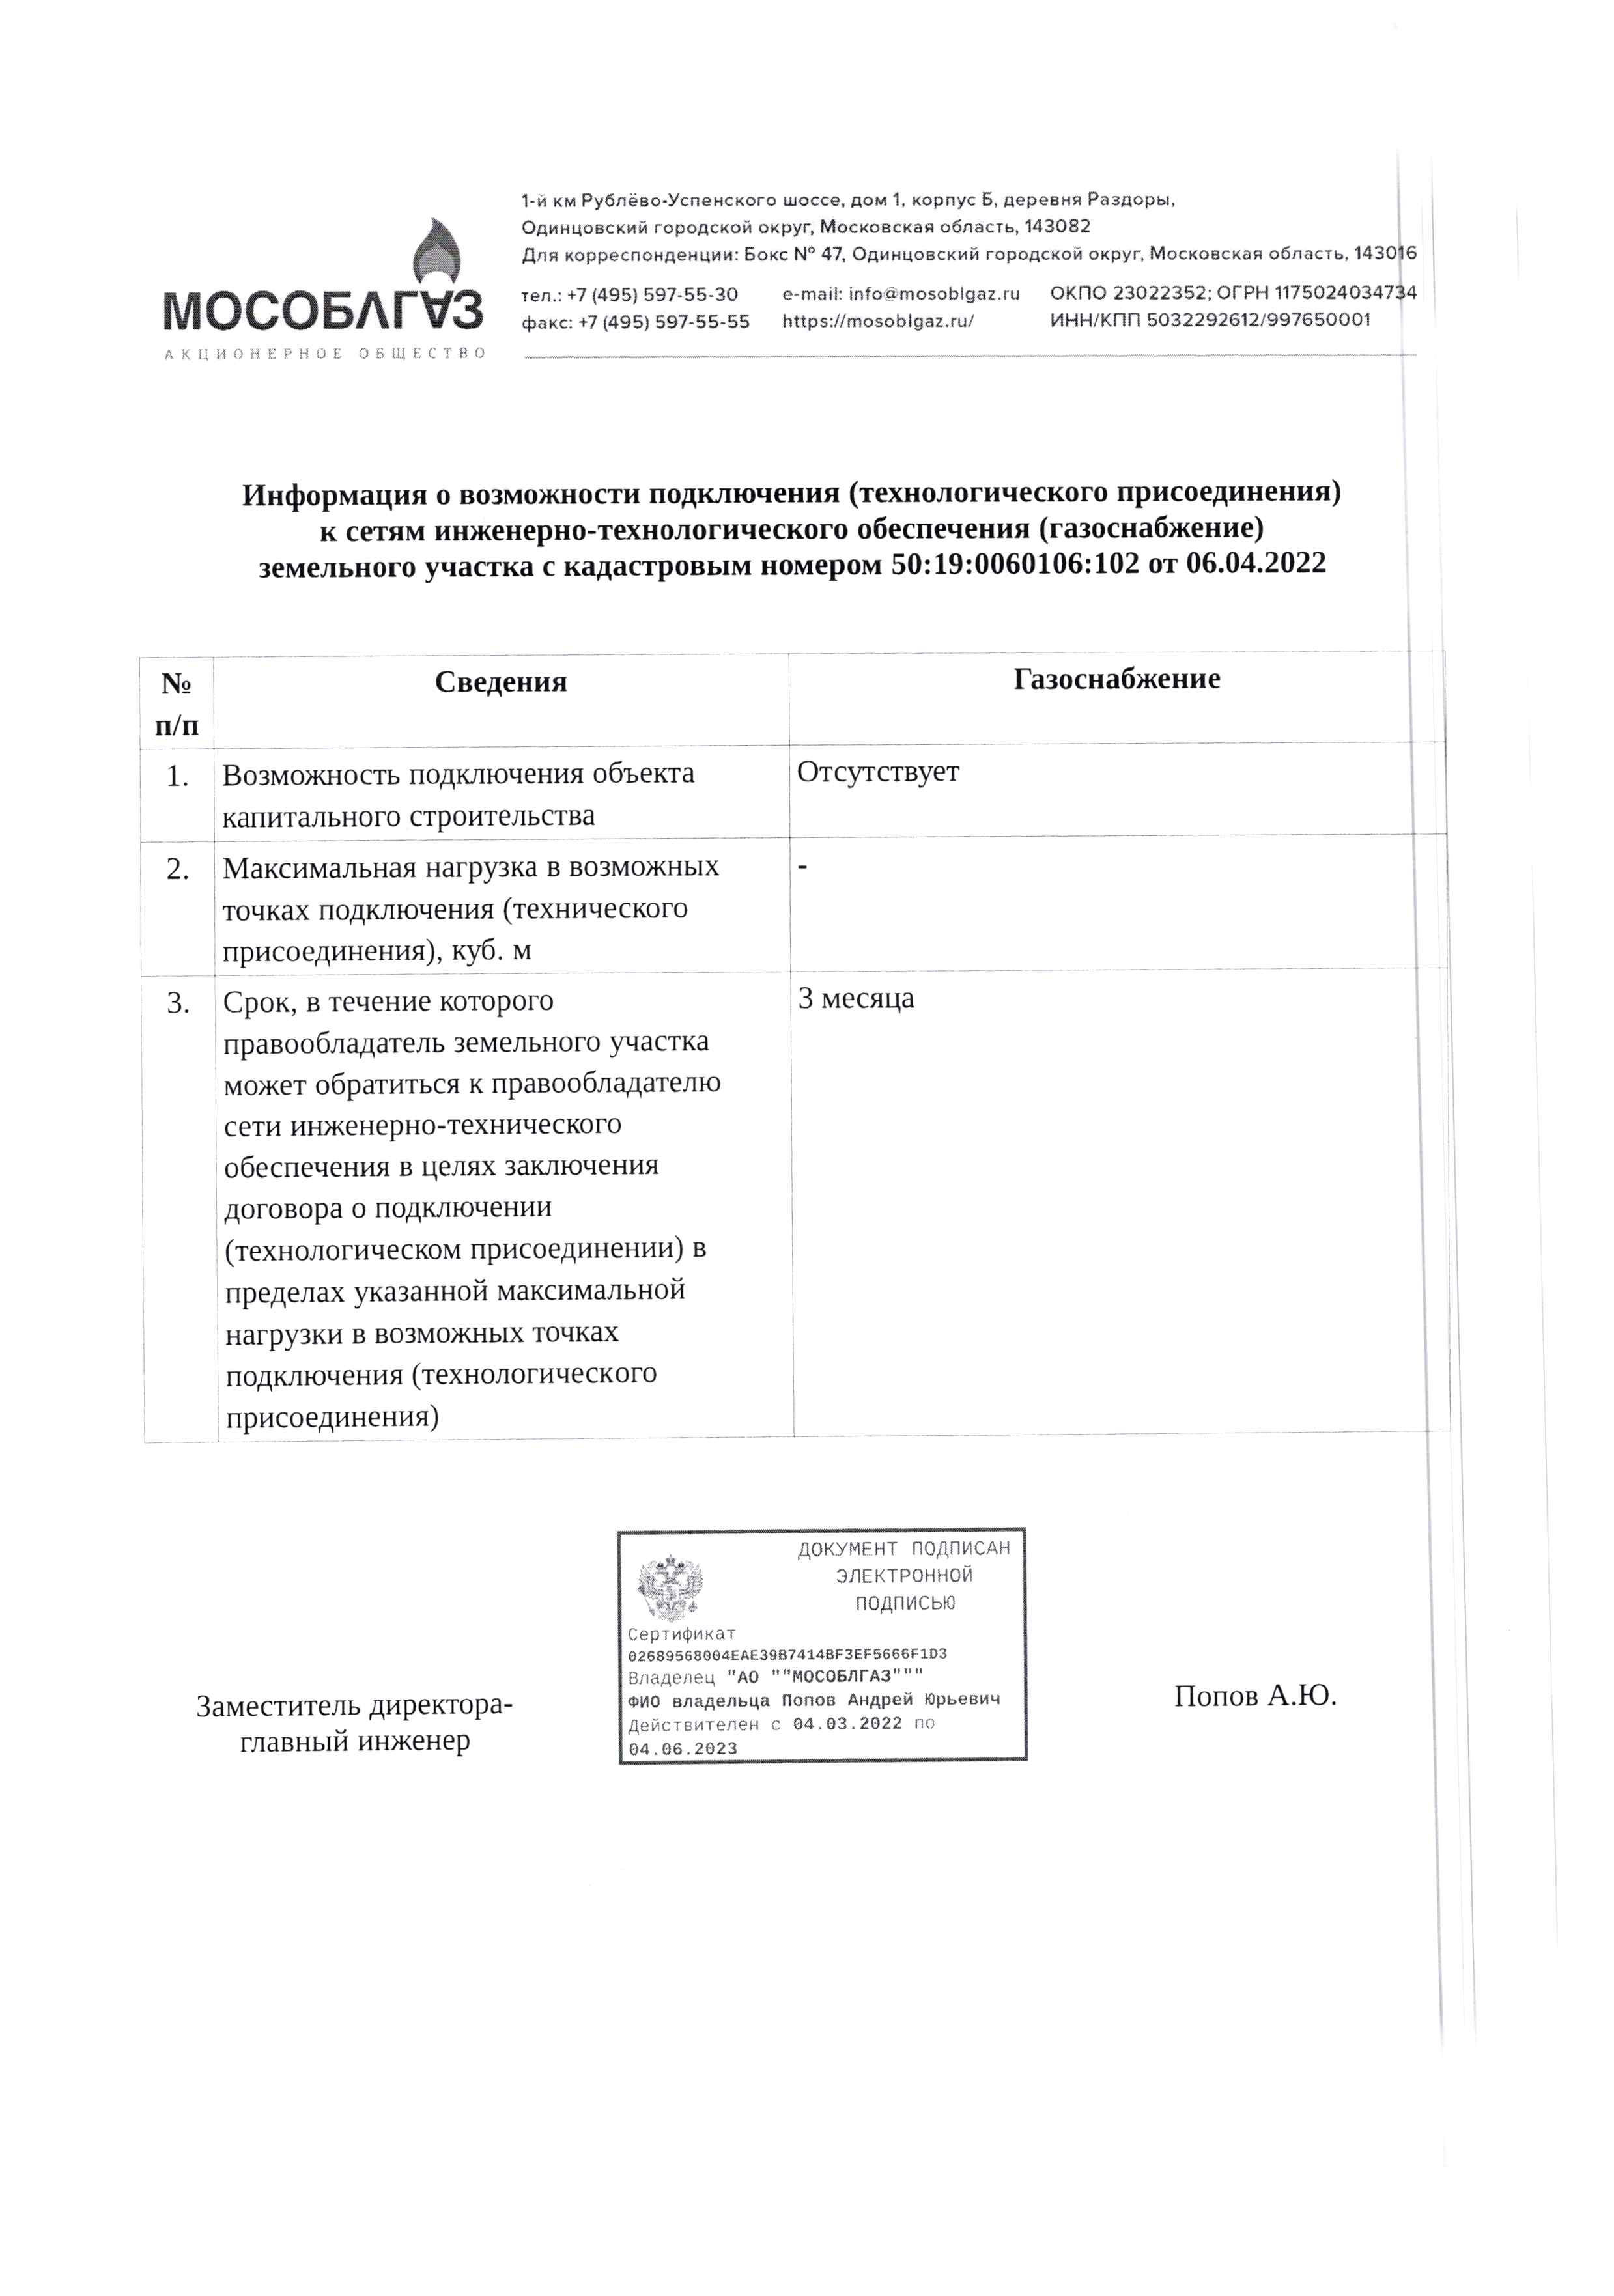 МОСОБЛГАЗ
АКЦИОНЕРНОЕ ОБЩЕСТВО
1-й км Рублёво-Успенского шоссе, дом 1, корпус Б, деревня Раздоры,
Одинцовский городской округ, Московская область, 143082
Для корреспонденции: Бокс № 47, Одинцовский городской округ, Московская область, 143016
тел.: +7 (495) 597-55-30 e-mail: info@mosoblgaz.ru ОКПО 23022352; ОГРН 1175024034734
факс: +7 (495) 597-55-55 https://mosoblgaz.ru/ ИНН/КПП 5032292612/997650001
Информация о возможности подключения (технологического присоединения)
к сетям инженерно-технологического обеспечения (газоснабжение)
земельного участка с кадастровым номером 50:19:0060106:102 от 06.04.2022
№ Сведения Газоснабжение
п/п
1. Возможность подключения объекта Отсутствует
капитального строительства
2. Максимальная нагрузка в возможных -
точках подключения (технического
присоединения), куб. м
3. Срок, в течение которого 3 месяца
правообладатель земельного участка
может обратиться к правообладателю
сети инженерно-технического
обеспечения в целях заключения
договора о подключении
(технологическом присоединении) в
пределах указанной максимальной
нагрузки в возможных точках
подключения (технологического
присоединения)
Заместитель директора-
главный инженер
ДОКУМЕНТ ПОДПИСАН
ЭЛЕКТРОННОЙ
ПОДПИСЬЮ
Сертификат
02689568004EAE39B7414BF3EF5666F1D3
Владелец "АО ""МОСОБЛГАЗ"""
ФИО владельца Попов Андрей Юрьевич
Действителен с 04.03.2022 по
04.06.2023
Попов А.Ю.